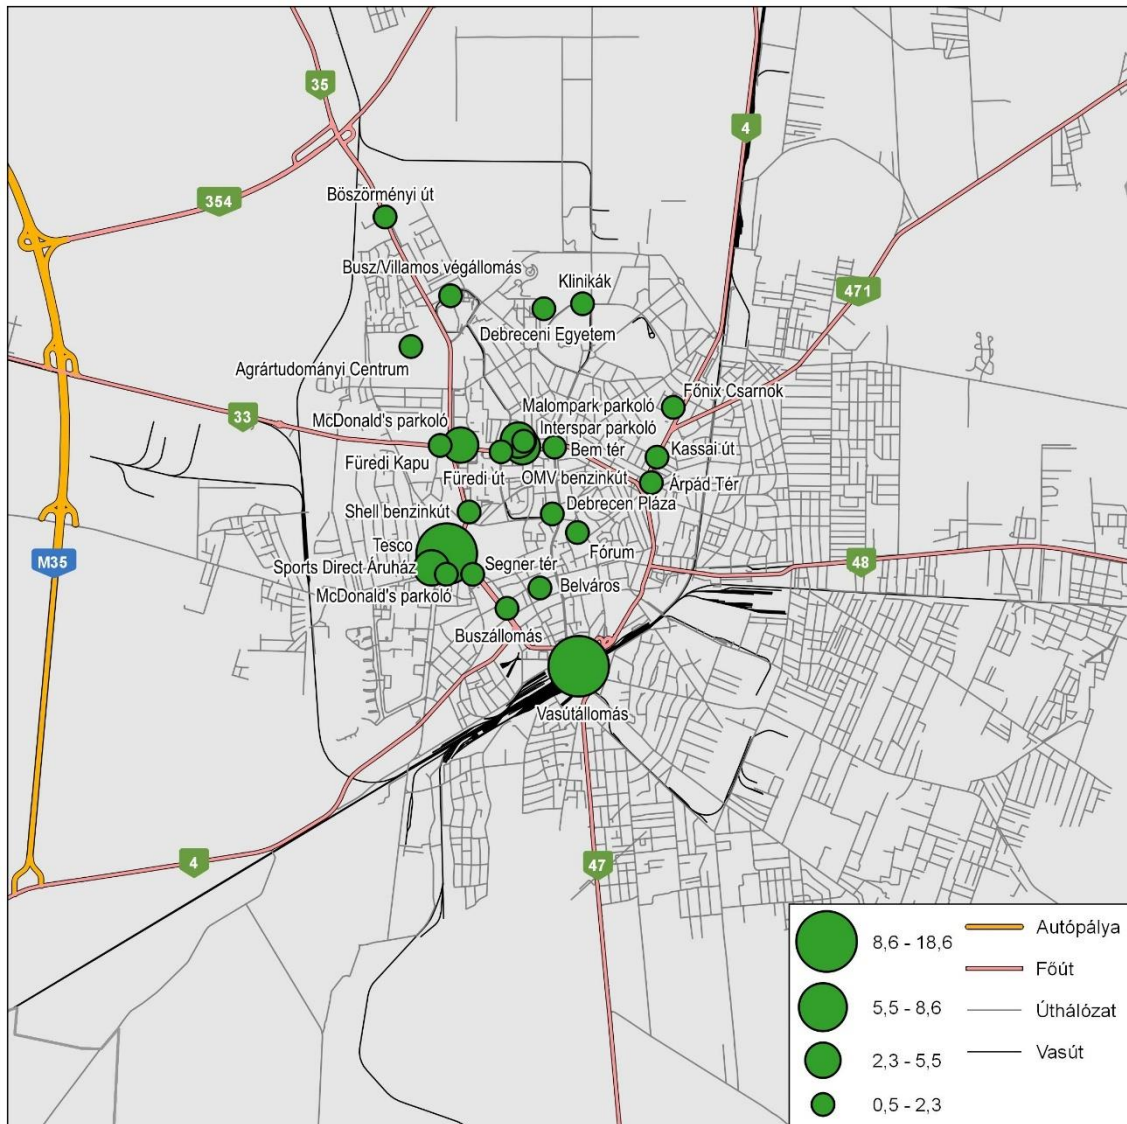 35
4
354
Böszörményi út
Busz/Villamos végállomás
Klinikák
471
Debreceni Egyetem
Agrártudományi Centrum
Főnix Csarnok
33
McDonald's parkoló
Malompark parkoló
Interspar parkoló
Füredi Kapu
Füredi út
Bem tér
Kassai út
OMV benzinkút
Árpád Tér
Shell benzinkút
Debrecen Plaza
Tesco
Fórum
M35
48
Sports Direct Áruház
Segner tér
McDonald's parkoló
Belváros
Buszállomás
Vasútállomás
4
47
8,6 - 18,6
5,5 - 8,6
2,3 - 5,5
0,5 - 2,3
Autópálya
Főút
Úthálózat
Vasút